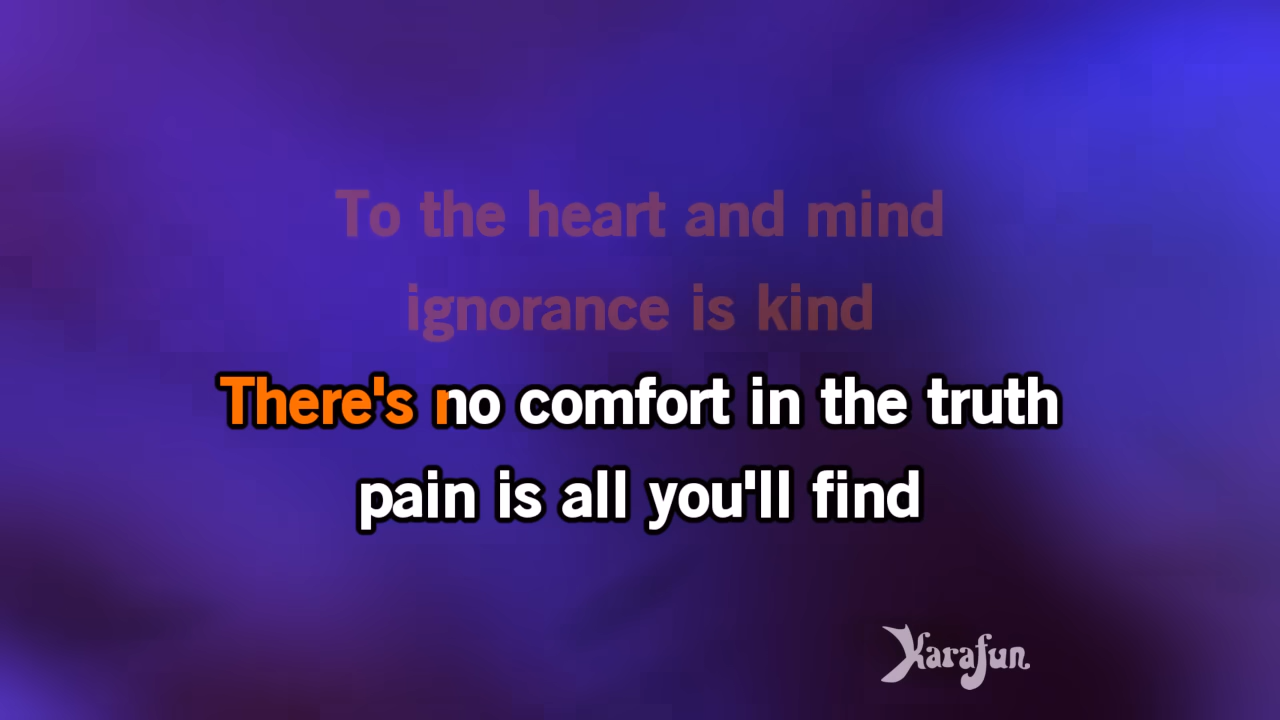 To the heart and mind
ignorance is kind
There's no comfort in the truth
pain is all you'll find
Karafun